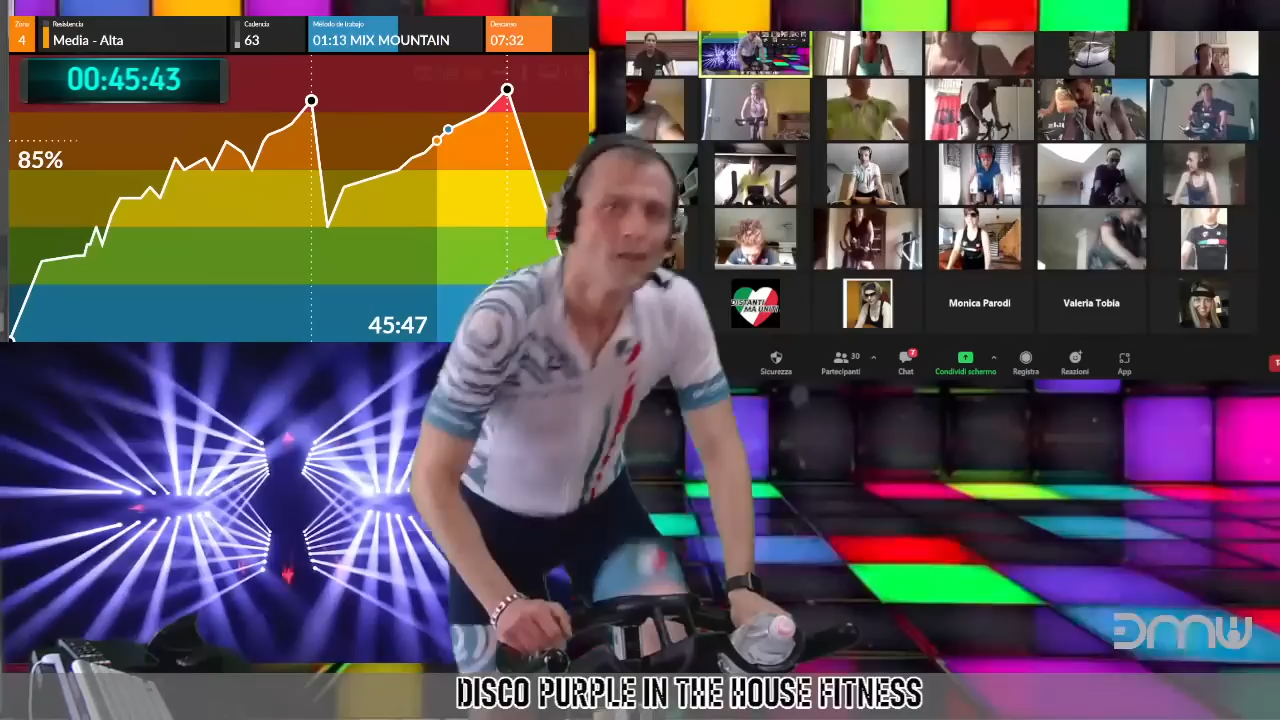 Zona
4
Resistencia
Media - Alta
Cadencia
63
Método de trabajo
01:13 MIX MOUNTAIN
Descanso
07:32
00:45:43
85%
45:47
DISTANTI
MA UNITI
Monica Parodi
Valeria Tobia
30
7
Sicurezza
Partecipanti
Chat
Condividi schermo
Registra
Reazioni
App
DMW
DISCO PURPLE IN THE HOUSE FITNESS